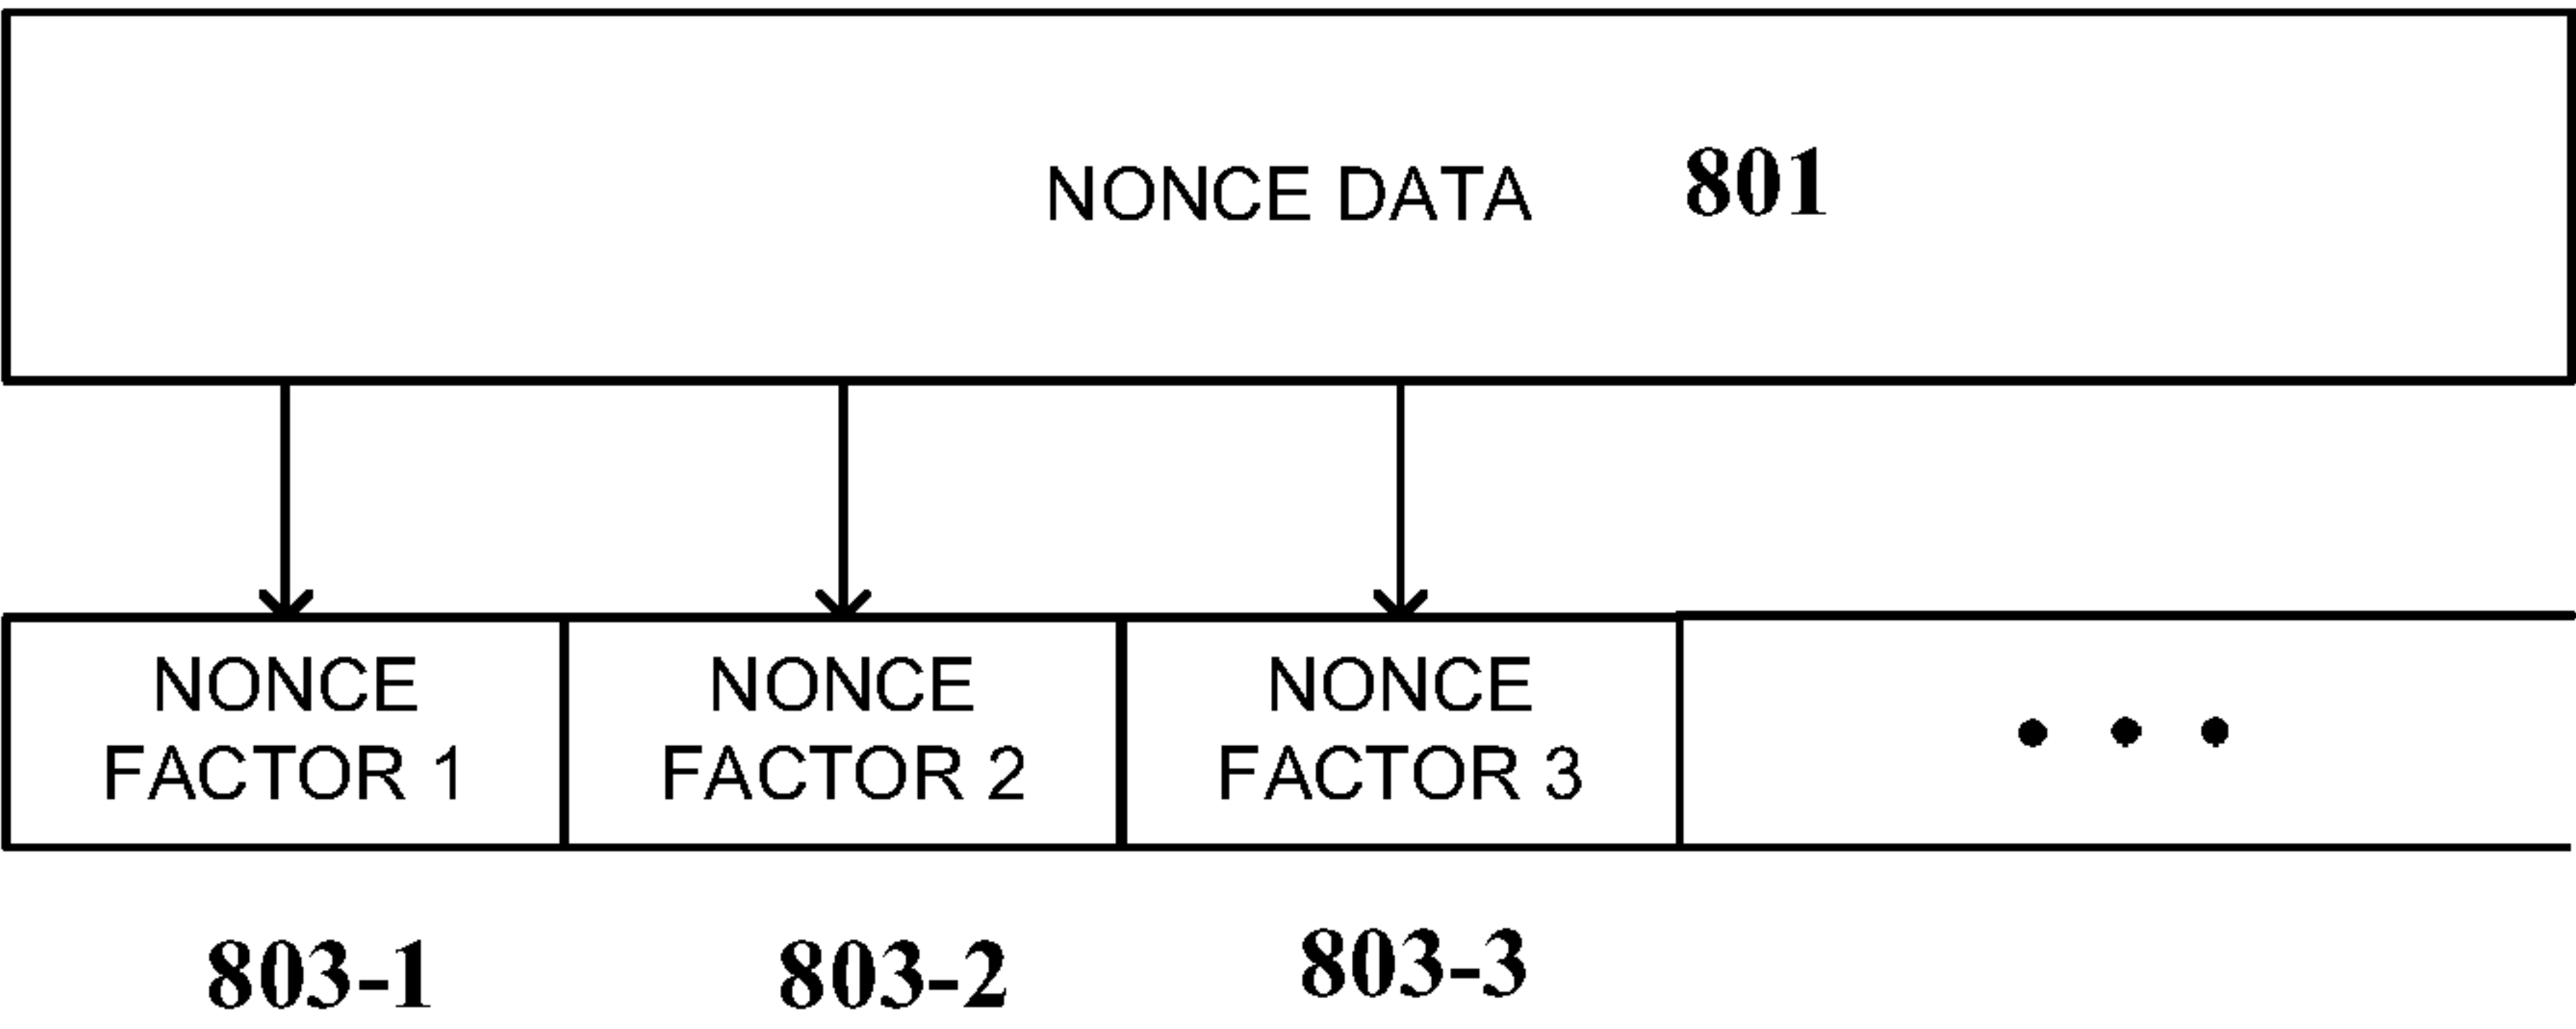 NONCE DATA 801
NONCE NONCE NONCE
FACTOR 1 FACTOR 2 FACTOR 3
• • •
803-1 803-2 803-3